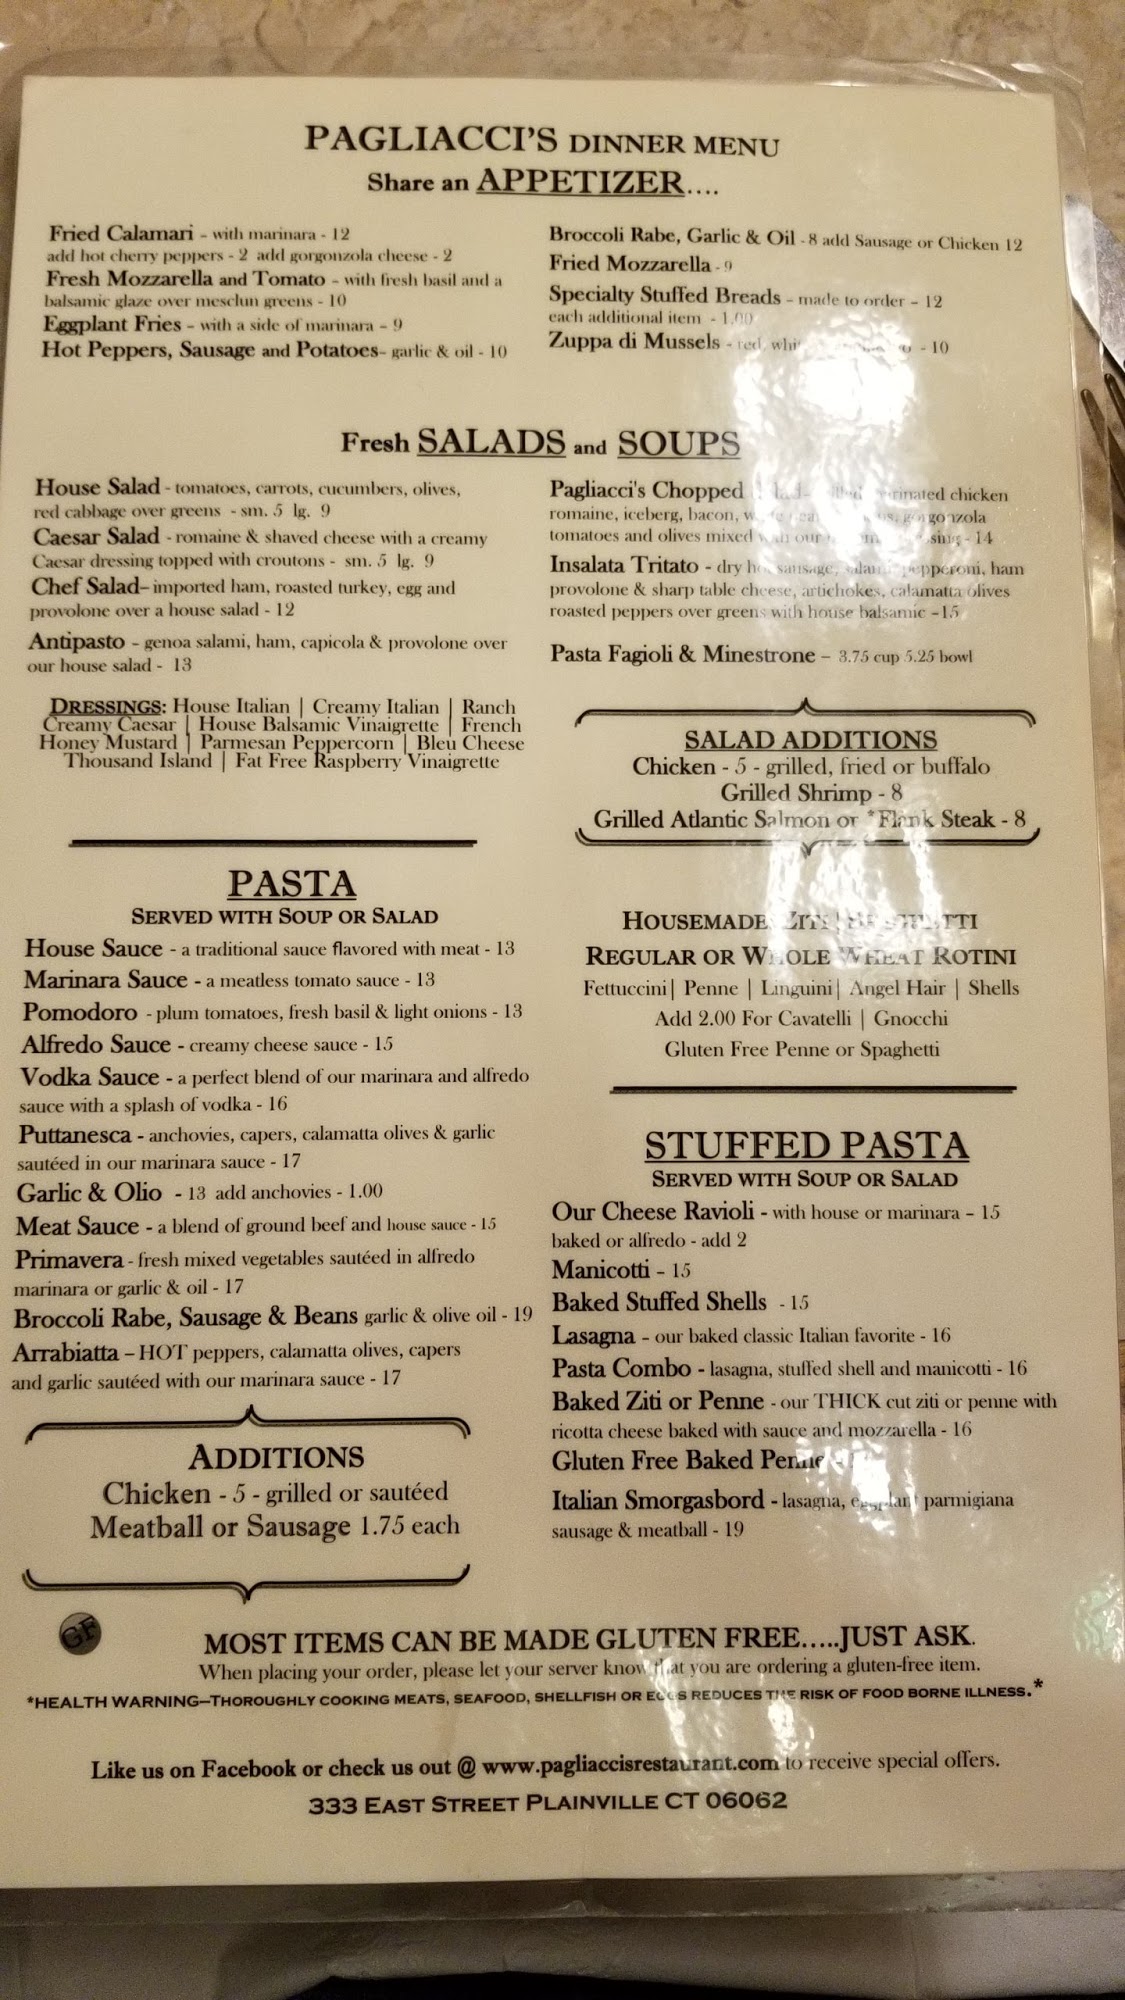 PAGLIACCI'S DINNER MENU
Share an APPETIZER....
Fried Calamari - with marinara - 12
add hot cherry peppers - 2 add gorgonzola cheese - 2
Fresh Mozzarella and Tomato - with fresh basil and a
balsamic glaze over mesclun greens - 10
Eggplant Fries - with a side of marinara - 9
Hot Peppers, Sausage and Potatoes- garlic & oil - 10
Broccoli Rabe, Garlic & Oil - 8 add Sausage or Chicken 12
Fried Mozzarella - 9
Specialty Stuffed Breads - made to order - 12
each additional item - 1.00
Zuppa di Mussels - red, - 10
Fresh SALADS and SOUPS
House Salad - tomatoes, carrots, cucumbers, olives,
red cabbage over greens - sm. 5 lg. 9
Caesar Salad - romaine & shaved cheese with a creamy
Caesar dressing topped with croutons - sm. 5 lg. 9
Chef Salad- imported ham, roasted turkey, egg and
provolone over a house salad - 12
Antipasto - genoa salami, ham, capicola & provolone over
our house salad - 13
DRESSINGS: House Italian | Creamy Italian | Ranch
Creamy Caesar | House Balsamic Vinaigrette | French
Honey Mustard | Parmesan Peppercorn | Bleu Cheese
Thousand Island | Fat Free Raspberry Vinaigrette
Pagliacci's Chopped chicken
romaine, iceberg, bacon, gorgonzola
tomatoes and olives mixed with our - 14
Insalata Tritato - dry hot sausage, salami, pepperoni, ham
provolone & sharp table cheese, artichokes, calamatta olives
roasted peppers over greens with house balsamic -15
Pasta Fagioli & Minestrone - 3.75 cup 5.25 bowl
SALAD ADDITIONS
Chicken - 5 - grilled, fried or buffalo
Grilled Shrimp - 8
Grilled Atlantic Salmon or *Flank Steak - 8
PASTA
SERVED WITH SOUP OR SALAD
House Sauce - a traditional sauce flavored with meat - 13
Marinara Sauce - a meatless tomato sauce - 13
Pomodoro - plum tomatoes, fresh basil & light onions - 13
Alfredo Sauce - creamy cheese sauce - 15
Vodka Sauce - a perfect blend of our marinara and alfredo
sauce with a splash of vodka - 16
Puttanesca - anchovies, capers, calamatta olives & garlic
sautéed in our marinara sauce - 17
Garlic & Olio - 13 add anchovies - 1.00
Meat Sauce - a blend of ground beef and house sauce - 15
Primavera - fresh mixed vegetables sautéed in alfredo
marinara or garlic & oil - 17
Broccoli Rabe, Sausage & Beans garlic & olive oil - 19
Arrabiatta - HOT peppers, calamatta olives, capers
and garlic sautéed with our marinara sauce - 17
ADDITIONS
Chicken - 5 - grilled or sautéed
Meatball or Sausage 1.75 each
HOUSEMADE ZITI | SPAGHETTI
REGULAR OR WHOLE WHEAT ROTINI
Fettuccini | Penne | Linguini | Angel Hair | Shells
Add 2.00 For Cavatelli | Gnocchi
Gluten Free Penne or Spaghetti
STUFFED PASTA
SERVED WITH SOUP OR SALAD
Our Cheese Ravioli - with house or marinara - 15
baked or alfredo - add 2
Manicotti - 15
Baked Stuffed Shells - 15
Lasagna - our baked classic Italian favorite - 16
Pasta Combo - lasagna, stuffed shell and manicotti - 16
Baked Ziti or Penne - our THICK cut ziti or penne with
ricotta cheese baked with sauce and mozzarella - 16
Gluten Free Baked Penne -
Italian Smorgasbord - lasagna, eggplant parmigiana
sausage & meatball - 19
GF
MOST ITEMS CAN BE MADE GLUTEN FREE.....JUST ASK.
When placing your order, please let your server know that you are ordering a gluten-free item.
*HEALTH WARNING—THOROUGHLY COOKING MEATS, SEAFOOD, SHELLFISH OR EGGS REDUCES THE RISK OF FOOD BORNE ILLNESS.*
Like us on Facebook or check us out @ www.pagliaccisrestaurant.com to receive special offers.
333 EAST STREET PLAINVILLE CT 06062